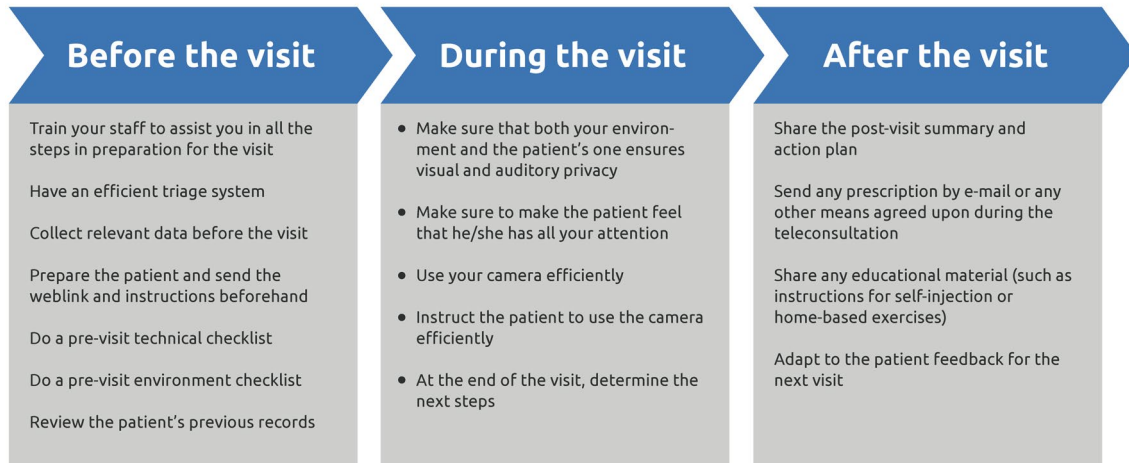 Before the visit
Train your staff to assist you in all the
steps in preparation for the visit
Have an efficient triage system
Collect relevant data before the visit
Prepare the patient and send the
weblink and instructions beforehand
Do a pre-visit technical checklist
Do a pre-visit environment checklist
Review the patient's previous records
During the visit
• Make sure that both your environ-
ment and the patient's one ensures
visual and auditory privacy
• Make sure to make the patient feel
that he/she has all your attention
• Use your camera efficiently
• Instruct the patient to use the camera
efficiently
• At the end of the visit, determine the
next steps
After the visit
Share the post-visit summary and
action plan
Send any prescription by e-mail or any
other means agreed upon during the
teleconsultation
Share any educational material (such as
instructions for self-injection or
home-based exercises)
Adapt to the patient feedback for the
next visit